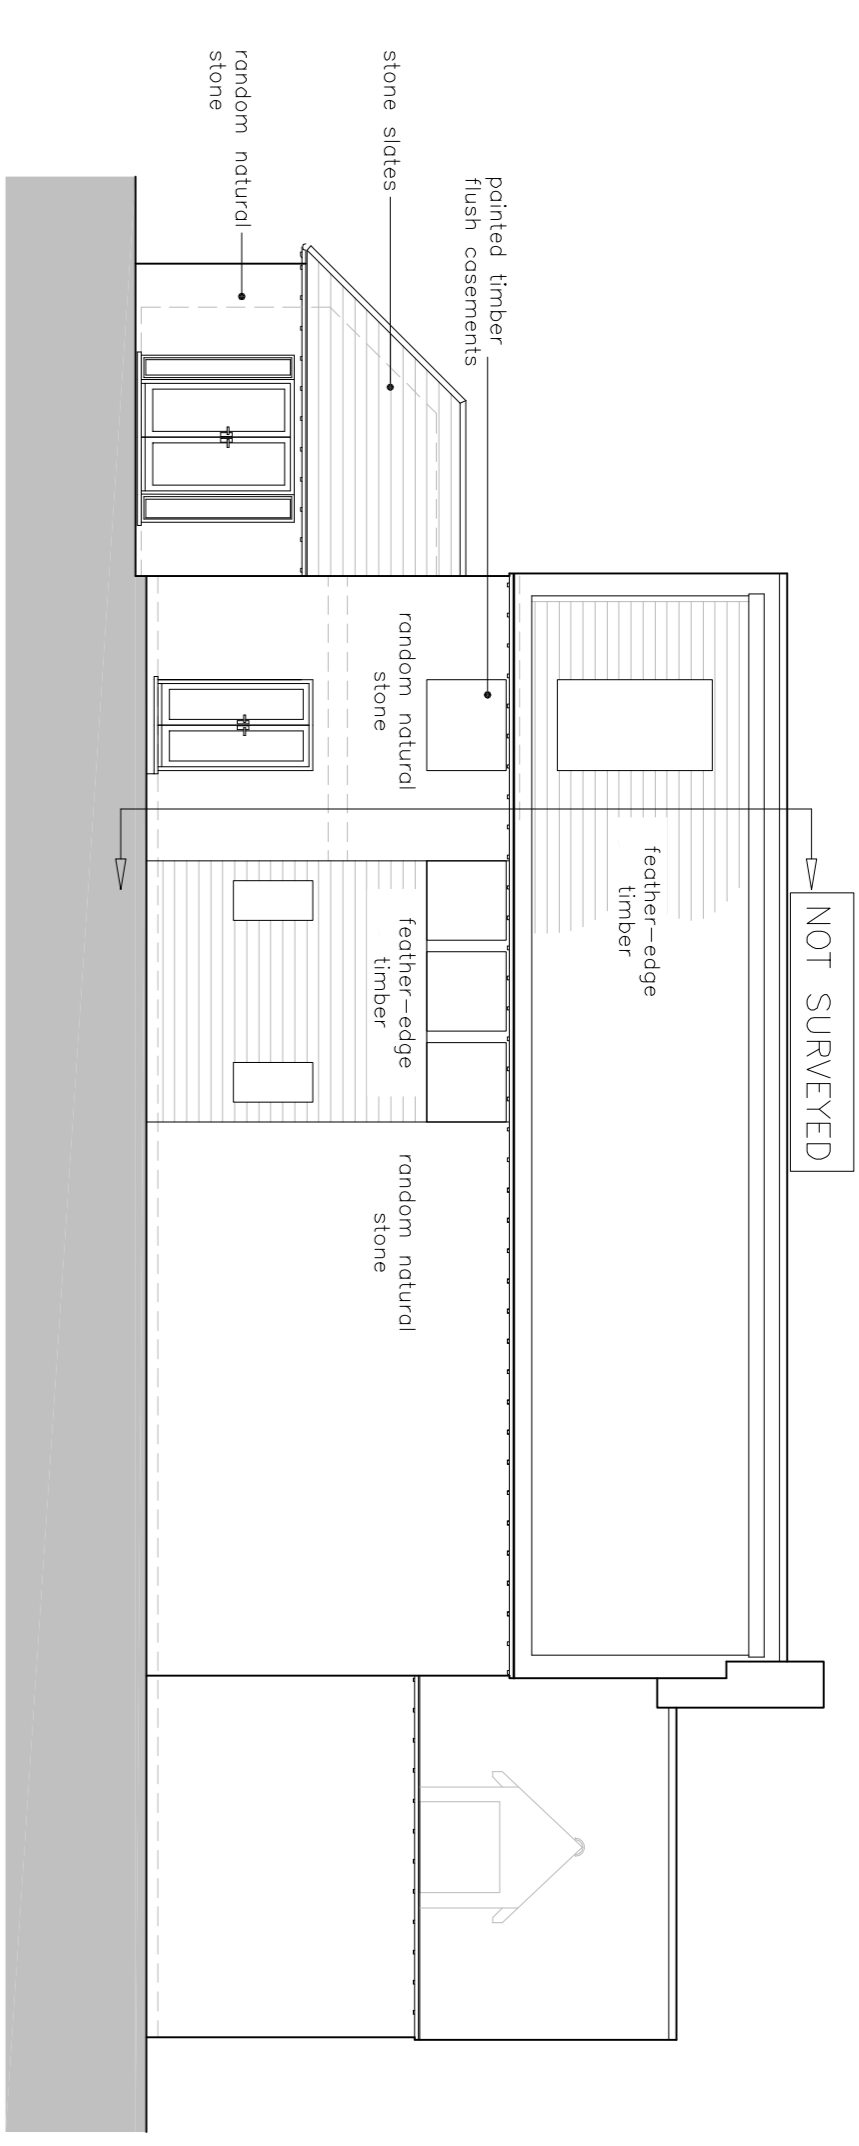 NOT SURVEYED
painted timber
flush casements
stone slates
random natural
stone
feather-edge
timber
random natural
stone
feather-edge
timber
random natural
stone